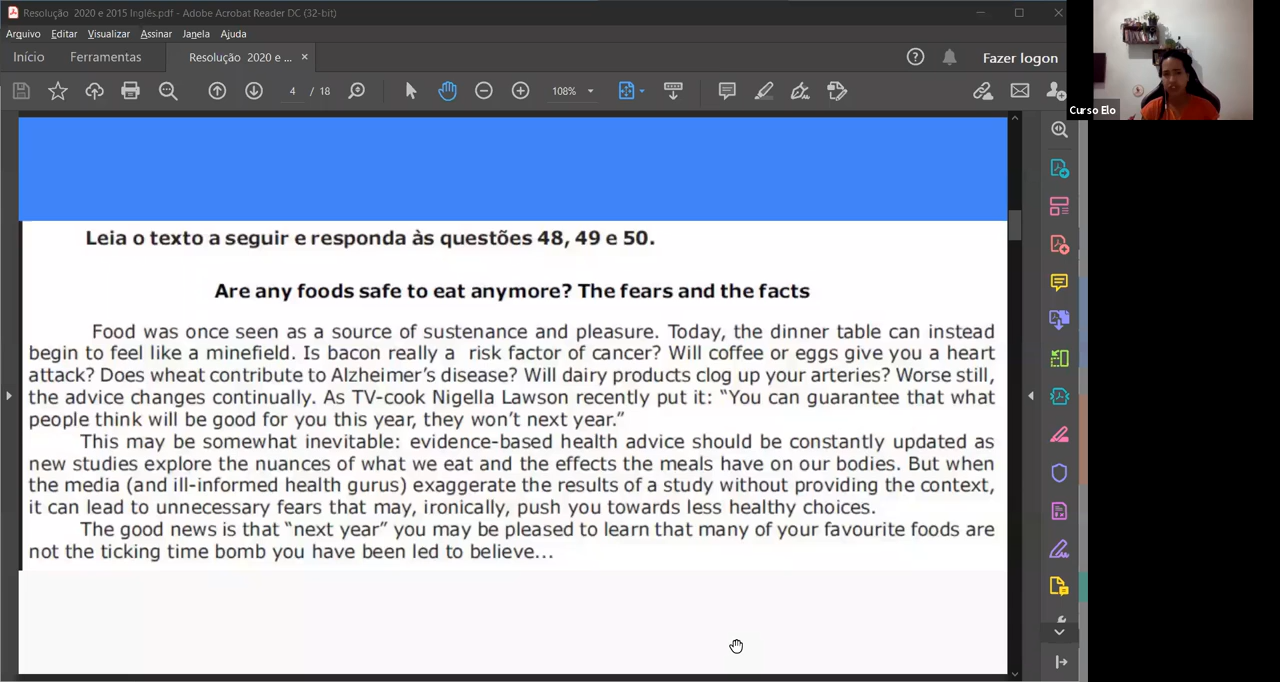 Resolução 2020 e 2015 Inglês.pdf - Adobe Acrobat Reader DC (32-bit)
Arquivo Editar Visualizar Assinar Janela Ajuda
Início Ferramentas Resolução 2020 e ... × Fazer logon
4 / 18 108%
Curso Elo
Leia o texto a seguir e responda às questões 48, 49 e 50.
Are any foods safe to eat anymore? The fears and the facts
Food was once seen as a source of sustenance and pleasure. Today, the dinner table can instead
begin to feel like a minefield. Is bacon really a risk factor of cancer? Will coffee or eggs give you a heart
attack? Does wheat contribute to Alzheimer's disease? Will dairy products clog up your arteries? Worse still,
the advice changes continually. As TV-cook Nigella Lawson recently put it: “You can guarantee that what
people think will be good for you this year, they won't next year.”
This may be somewhat inevitable: evidence-based health advice should be constantly updated as
new studies explore the nuances of what we eat and the effects the meals have on our bodies. But when
the media (and ill-informed health gurus) exaggerate the results of a study without providing the context,
it can lead to unnecessary fears that may, ironically, push you towards less healthy choices.
The good news is that “next year” you may be pleased to learn that many of your favourite foods are
not the ticking time bomb you have been led to believe...